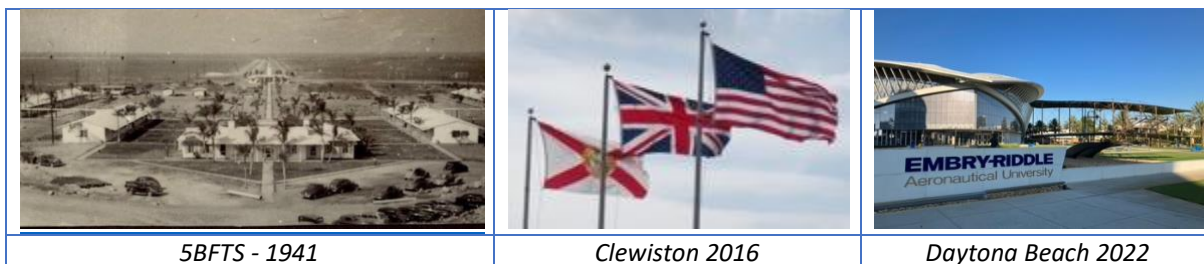 EMBRY-RIDDLE
Aeronautical University
5BFTS - 1941
Clewiston 2016
Daytona Beach 2022